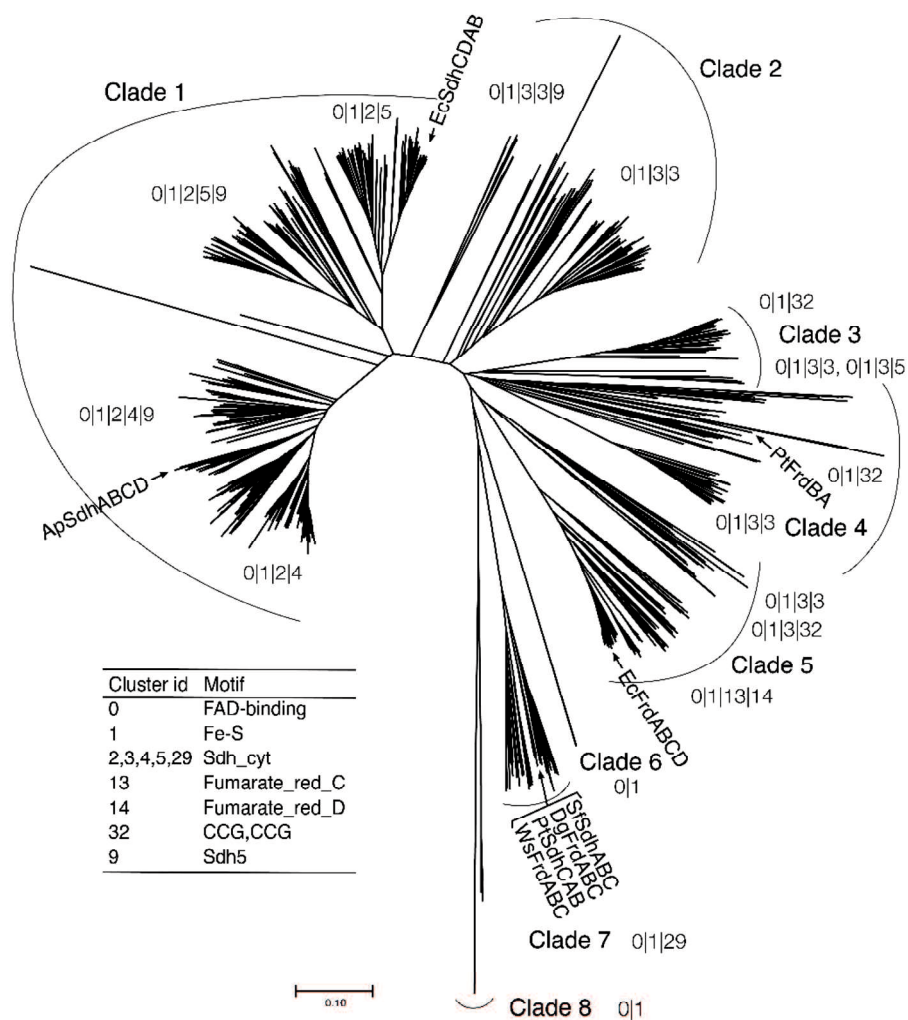 Clade 1
0|1|2|5
EcSdhCDAB
0|1|3|3|9
Clade 2
0|1|2|5|9
0|1|3|3
0|1|32
Clade 3
0|1|3|3, 0|1|3|5
0|1|2|4|9
PtFrdBA
0|1|32
ApSdhABCD
0|1|3|3
Clade 4
0|1|2|4
0|1|3|3
0|1|3|32
Clade 5
EcFrdABCD
0|1|13|14
Cluster id Motif
0 FAD-binding
1 Fe-S
2,3,4,5,29 Sdh_cyt
13 Fumarate_red_C
14 Fumarate_red_D
32 CCG,CCG
9 Sdh5
Clade 6
0|1
SfSdhABC
DgFrdABC
PtSdhCAB
WsFrdABC
Clade 7 0|1|29
0.10
Clade 8 0|1